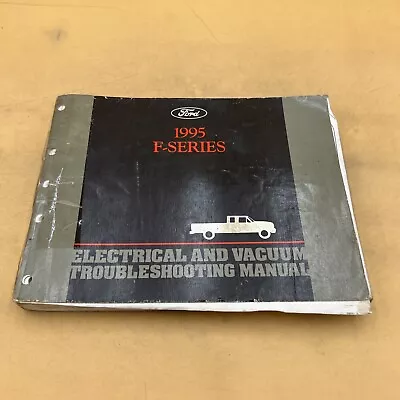 Ford
1995
F-SERIES
ELECTRICAL AND VACUUM
TROUBLESHOOTING MANUAL